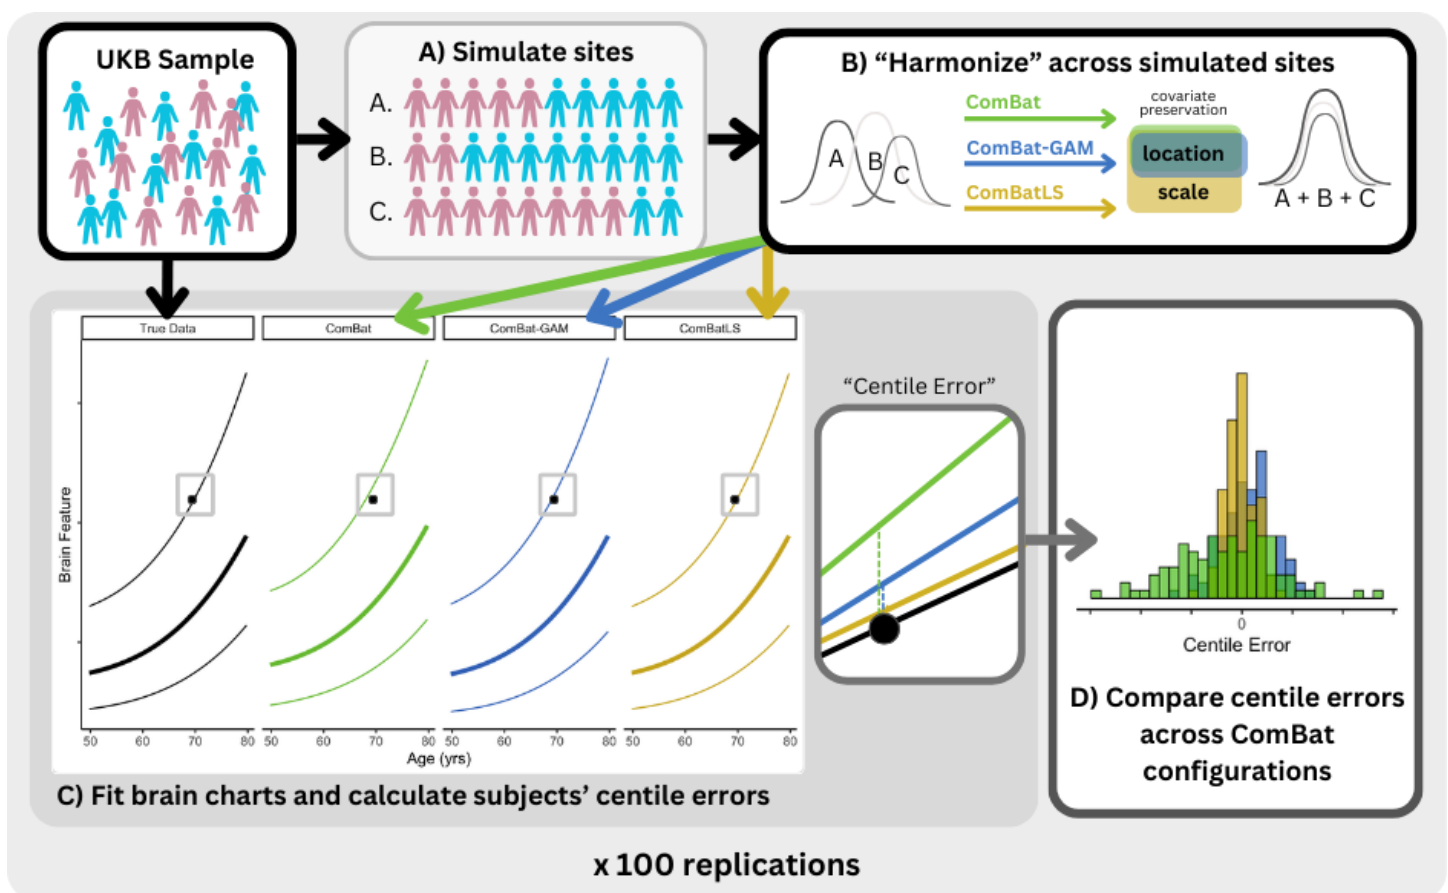 UKB Sample
A) Simulate sites
A.
B.
C.
B) “Harmonize” across simulated sites
A
B
C
ComBat
ComBat-GAM
ComBatLS
covariate
preservation
location
scale
A + B + C
True Data
ComBat
ComBat-GAM
ComBatLS
Brain Feature
50 60 70 80 50 60 70 80 50 60 70 80 50 60 70 80
Age (yrs)
C) Fit brain charts and calculate subjects’ centile errors
“Centile Error”
0
Centile Error
D) Compare centile errors
across ComBat
configurations
x 100 replications